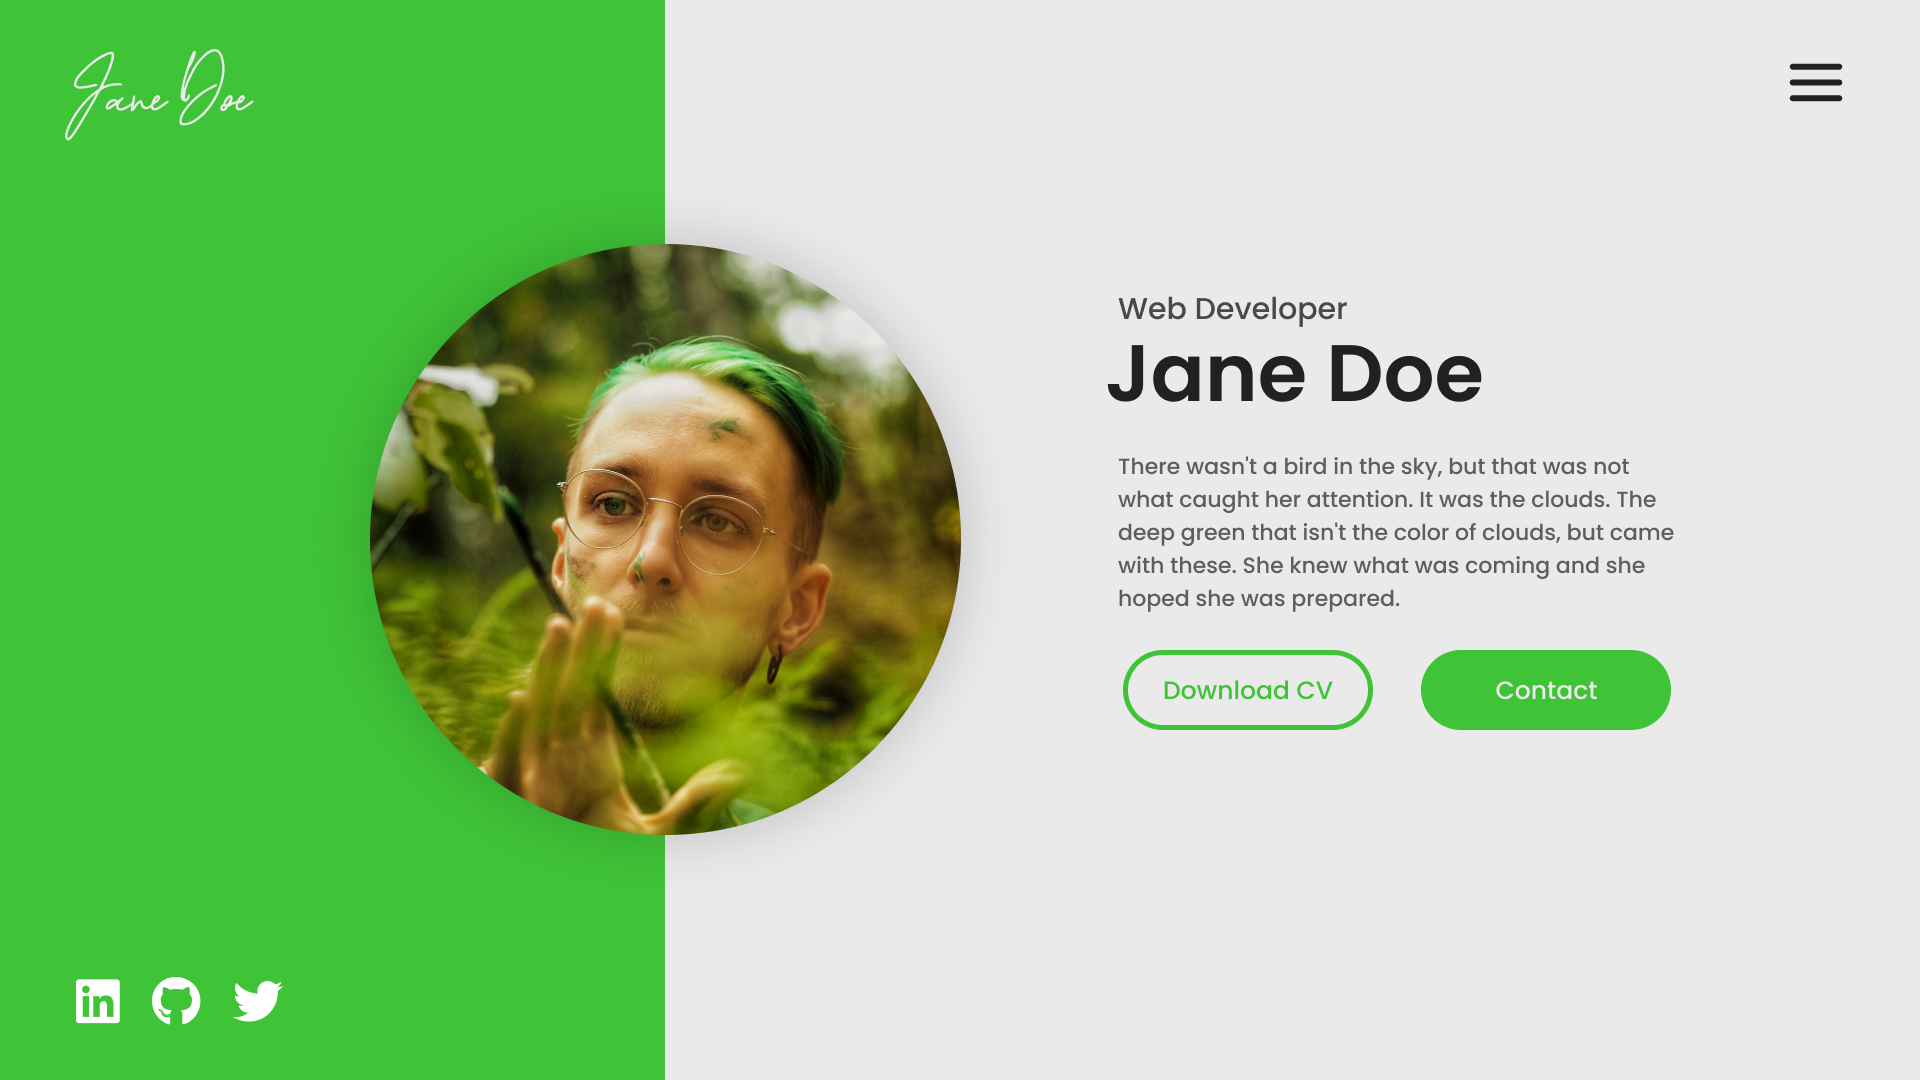 Jane Doe
Web Developer
Jane Doe
There wasn't a bird in the sky, but that was not
what caught her attention. It was the clouds. The
deep green that isn't the color of clouds, but came
with these. She knew what was coming and she
hoped she was prepared.
Download CV
Contact
in